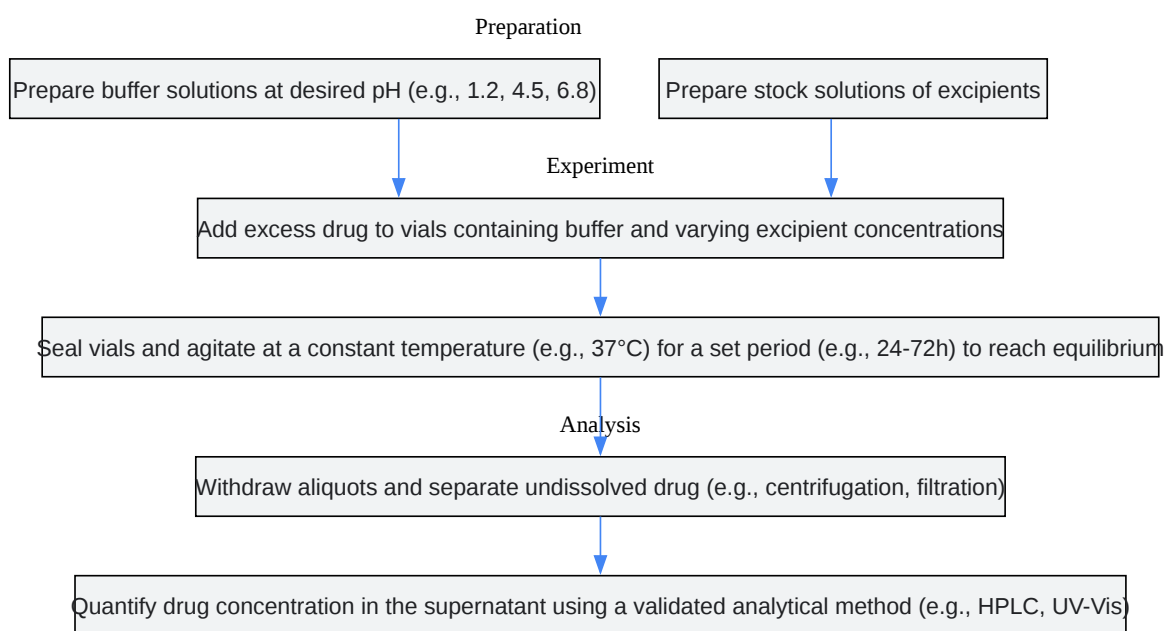 Preparation
Prepare buffer solutions at desired pH (e.g., 1.2, 4.5, 6.8)
Prepare stock solutions of excipients
Experiment
Add excess drug to vials containing buffer and varying excipient concentrations
Seal vials and agitate at a constant temperature (e.g., 37°C) for a set period (e.g., 24-72h) to reach equilibrium
Analysis
Withdraw aliquots and separate undissolved drug (e.g., centrifugation, filtration)
Quantify drug concentration in the supernatant using a validated analytical method (e.g., HPLC, UV-Vis)